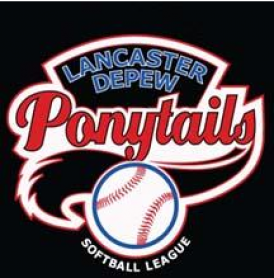 LANCASTER
DEPEW
Ponytails
SOFTBALL LEAGUE